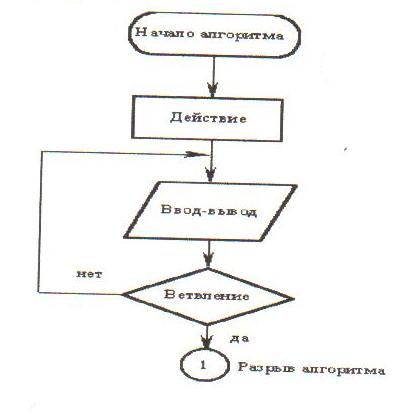 Начало алгоритма
Действие
Ввод-вывод
нет
Ветвление
да
1
Разрыв алгоритма